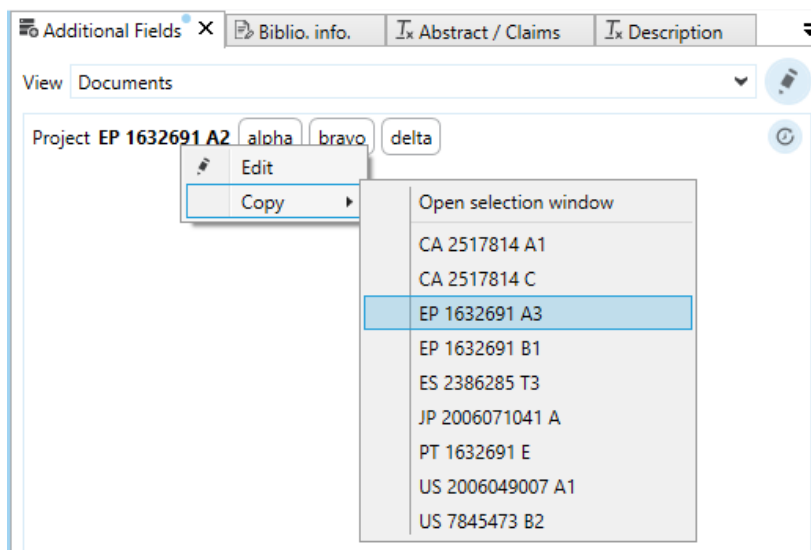 Additional Fields Biblio. info. Abstract / Claims Description
View Documents
Project EP 1632691 A2 alpha bravo delta
Edit
Copy
Open selection window
CA 2517814 A1
CA 2517814 C
EP 1632691 A3
EP 1632691 B1
ES 2386285 T3
JP 2006071041 A
PT 1632691 E
US 2006049007 A1
US 7845473 B2